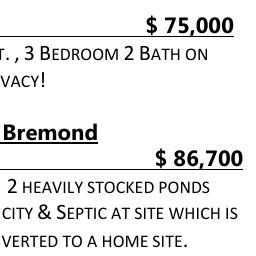 $ 75,000
T. , 3 BEDROOM 2 BATH ON
VACY!
Bremond
$ 86,700
2 HEAVILY STOCKED PONDS
CITY & SEPTIC AT SITE WHICH IS
VERTED TO A HOME SITE.